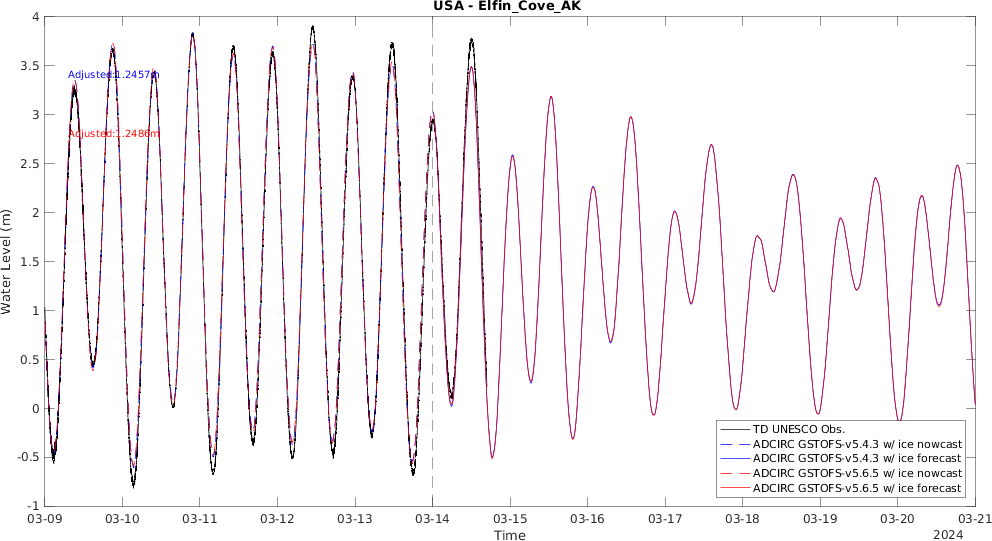 USA - Elfin_Cove_AK
4
3.5
3
2.5
2
1.5
1
0.5
0
-0.5
-1
Water Level (m)
Adjusted:1.2457m
Adjusted:1.2486m
TD UNESCO Obs.
ADCIRC GSTOFS-v5.4.3 w/ ice nowcast
ADCIRC GSTOFS-v5.4.3 w/ ice forecast
ADCIRC GSTOFS-v5.6.5 w/ ice nowcast
ADCIRC GSTOFS-v5.6.5 w/ ice forecast
03-09 03-10 03-11 03-12 03-13 03-14 03-15 03-16 03-17 03-18 03-19 03-20 03-21
Time
2024